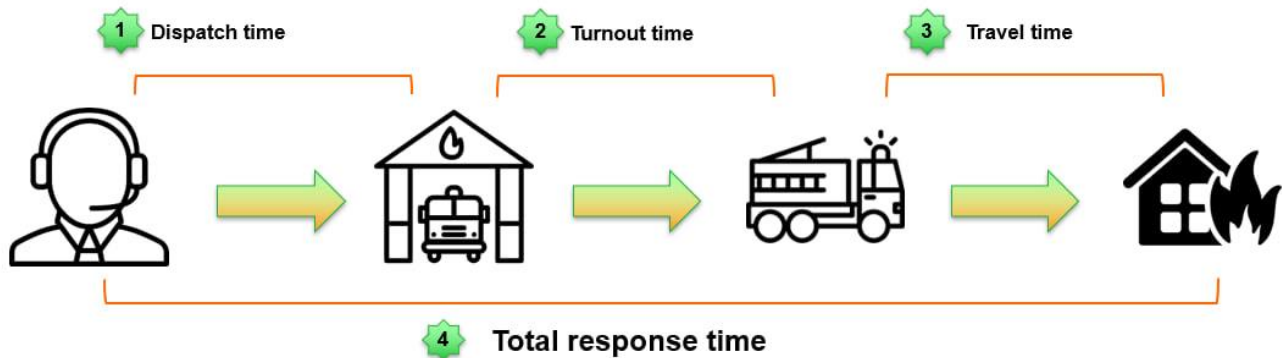 1 Dispatch time
2 Turnout time
3 Travel time
4 Total response time